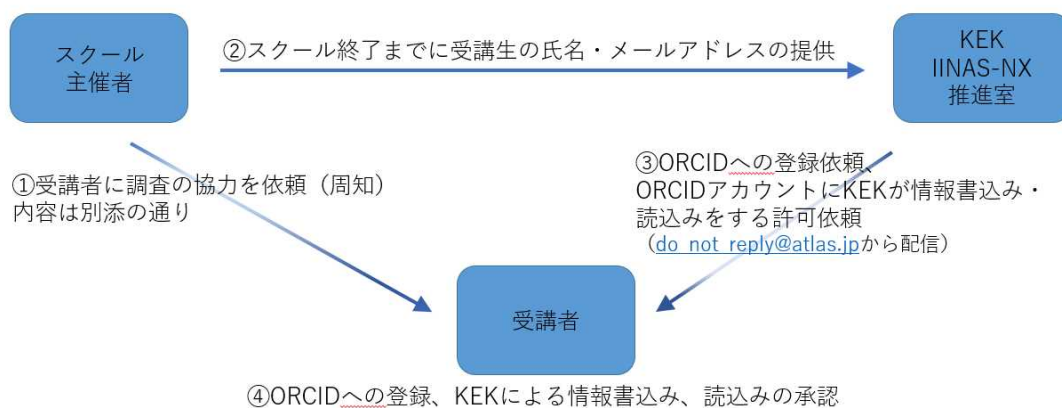 スクール
主催者
②スクール終了までに受講生の氏名・メールアドレスの提供
KEK
IINAS-NX
推進室
①受講者に調査の協力を依頼（周知）
内容は別添の通り
③ORCIDへの登録依頼、
ORCIDアカウントにKEKが情報書込み・
読込みをする許可依頼
（do_not_reply@atlas.jpから配信）
受講者
④ORCIDへの登録、KEKによる情報書込み、読込みの承認